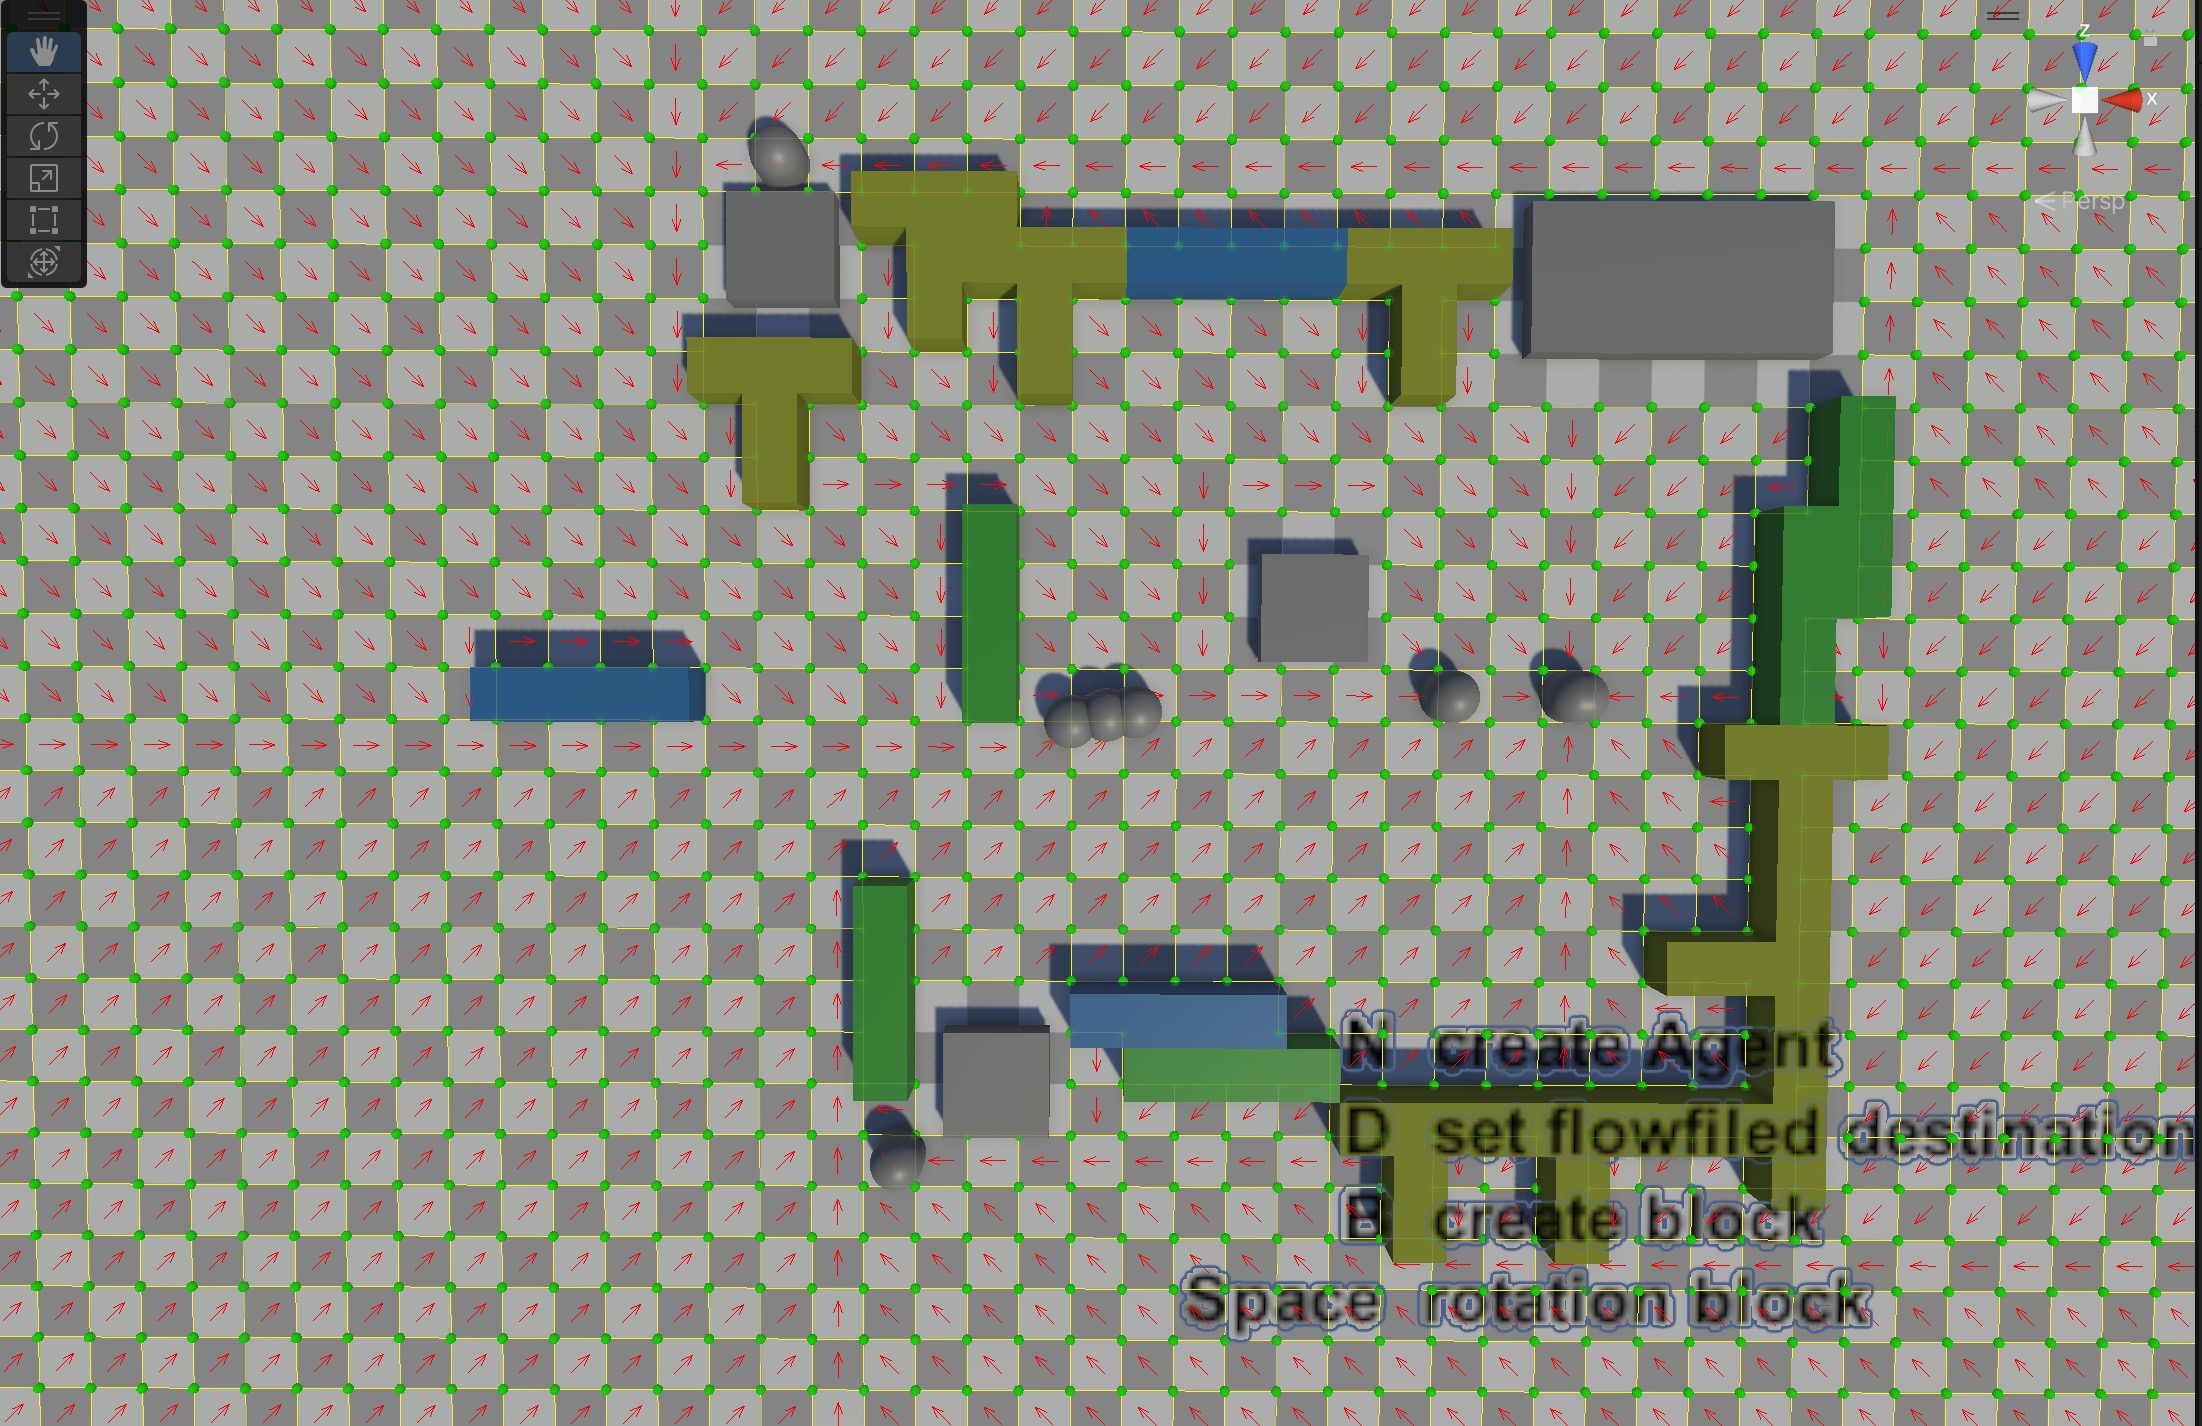 z
x
Persp
N create Agent
D set flowfiled destination
B create block
Space rotation block